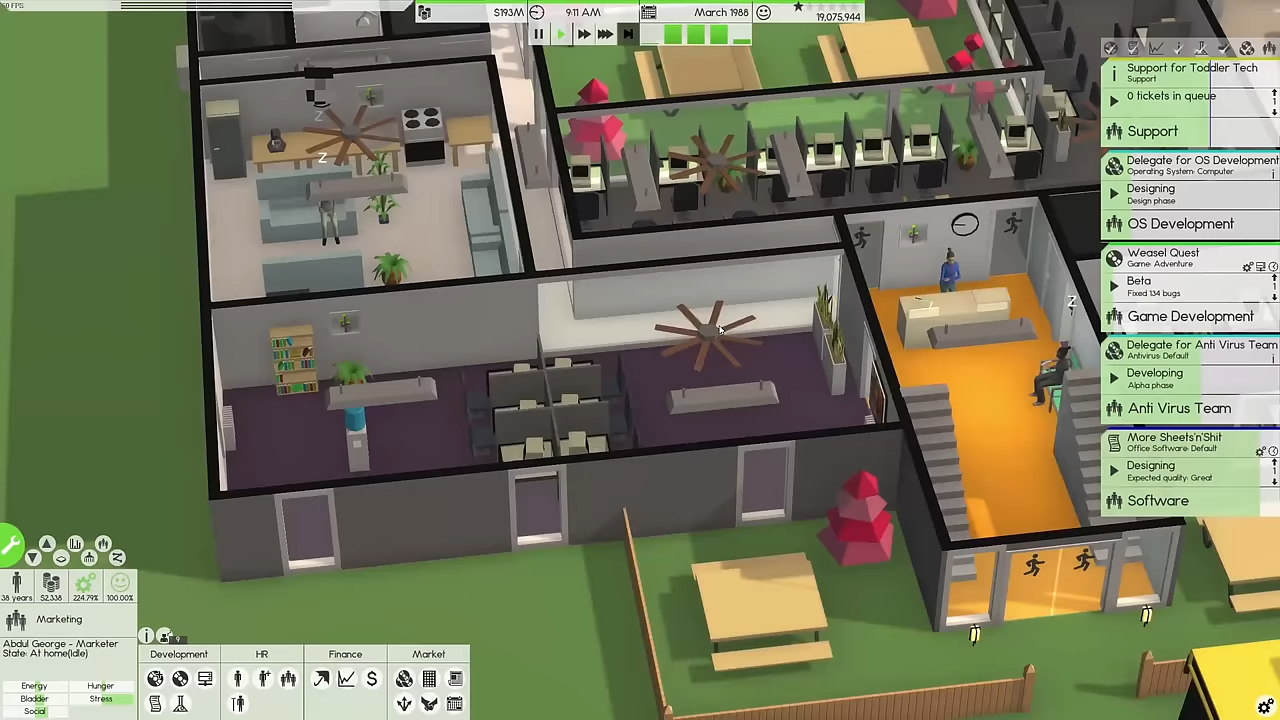 60 FPS
$193M
9:11 AM
March 1988
19,075,944
Support for Toddler Tech
Support
0 tickets in queue
Support
Delegate for OS Development
Operating System: Computer
Designing
Design phase
OS Development
Weasel Quest
Game: Adventure
Beta
Fixed 134 bugs
Game Development
Delegate for Anti Virus Team
Antivirus: Default
Developing
Alpha phase
Anti Virus Team
More Sheets'n'Shit
Office Software: Default
Designing
Expected quality: Great
Software
Z
Z
Z
38 years
$2,338
224.79%
100.00%
Marketing
Abdul George - Marketer
State: At home(Idle)
Energy
Hunger
Bladder
Stress
Social
Development
HR
Finance
Market